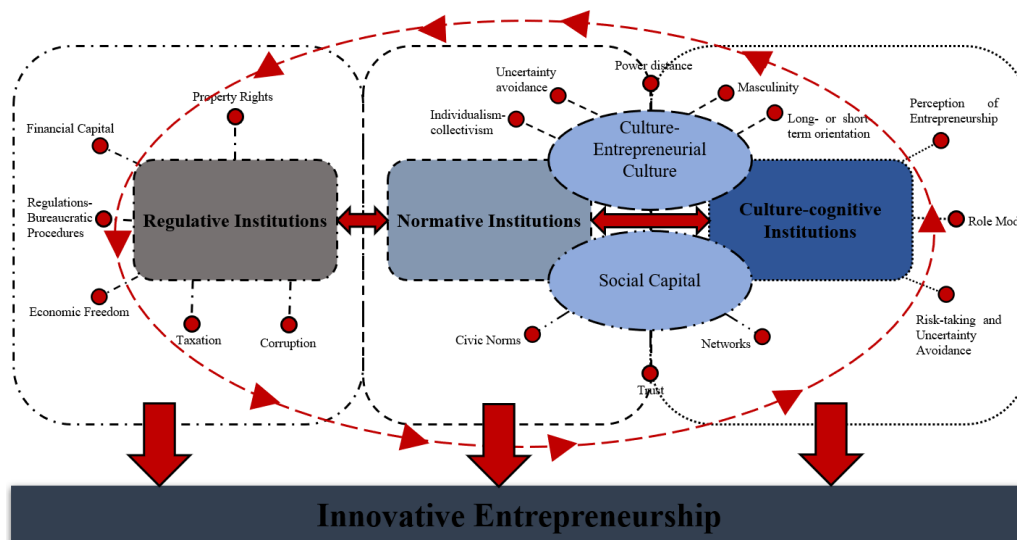 Property Rights
Financial Capital
Regulations-
Bureaucratic
Procedures
Economic Freedom
Taxation
Corruption
Regulative Institutions
Uncertainty
avoidance
Individualism-
collectivism
Power distance
Masculinity
Long- or short
term orientation
Culture-
Entrepreneurial
Culture
Normative Institutions
Social Capital
Civic Norms
Trust
Networks
Culture-cognitive
Institutions
Perception of
Entrepreneurship
Role Mod
Risk-taking and
Uncertainty
Avoidance
Innovative Entrepreneurship